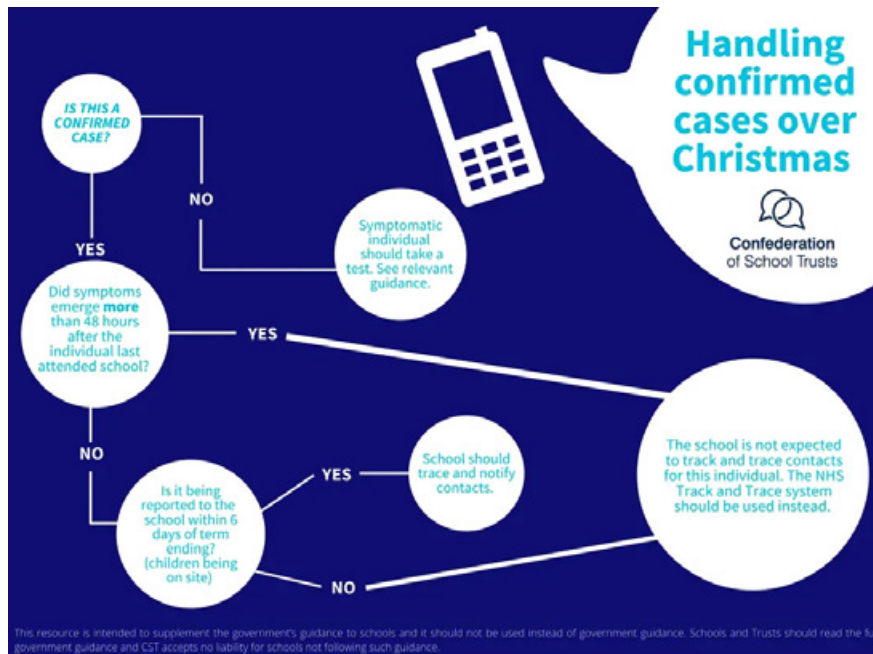 Handling
confirmed
cases over
Christmas
Confederation
of School Trusts
IS THIS A
CONFIRMED
CASE?
NO
YES
Symptomatic
individual
should take a
test. See relevant
guidance.
Did symptoms
emerge more
than 48 hours
after the
individual last
attended school?
YES
NO
The school is not expected
to track and trace contacts
for this individual. The NHS
Track and Trace system
should be used instead.
Is it being
reported to the
school within 6
days of term
ending?
(children being
on site)
YES
School should
trace and notify
contacts.
NO
This resource is intended to supplement the government's guidance to schools and it should not be used instead of government guidance. Schools and Trusts should read the
government guidance and CST accepts no liability for schools not following such guidance.